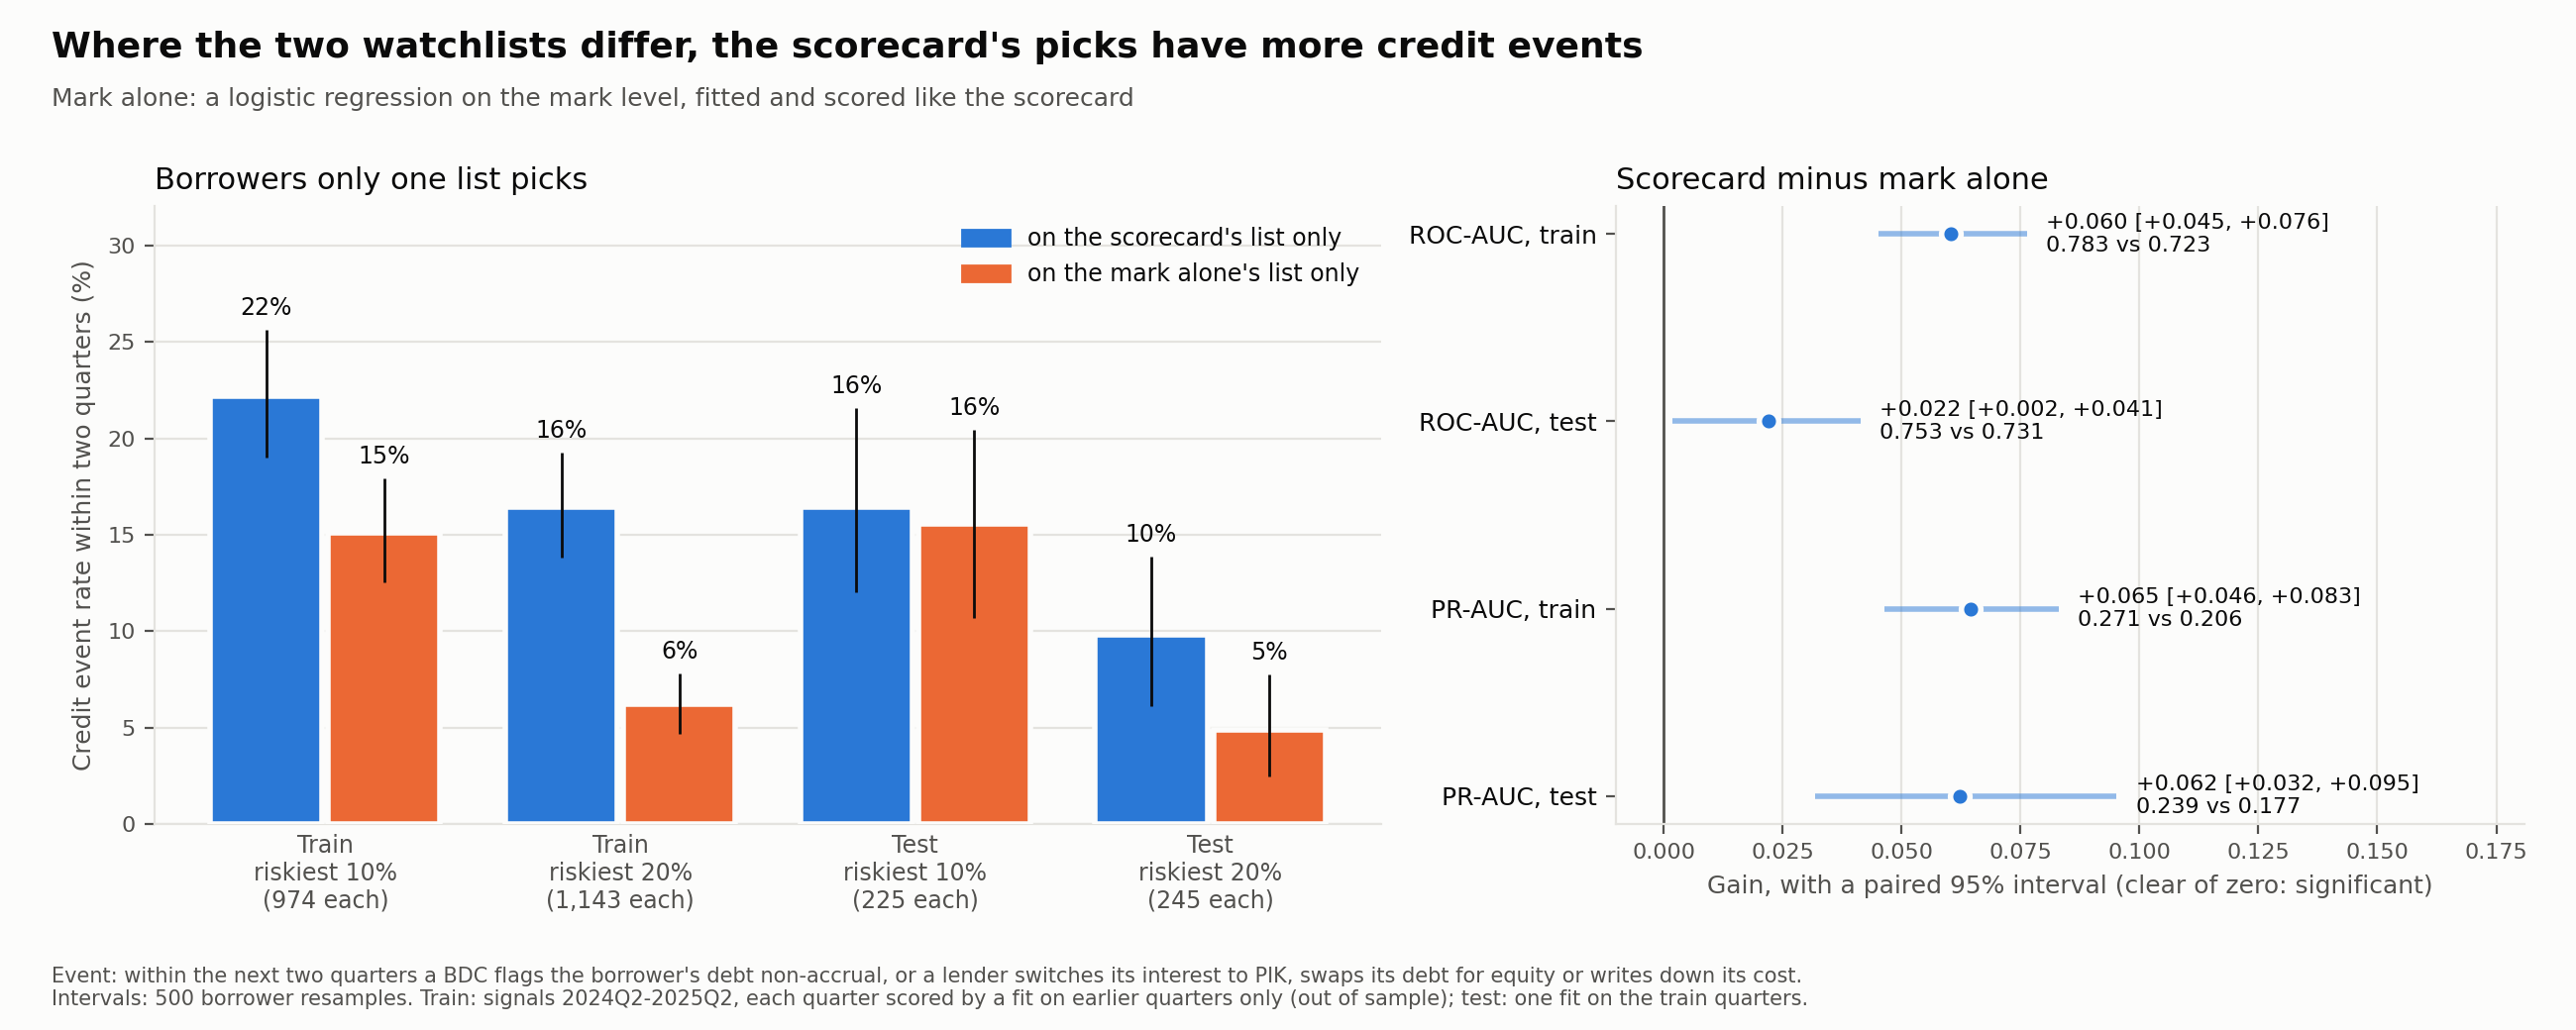 Where the two watchlists differ, the scorecard's picks have more credit events
Mark alone: a logistic regression on the mark level, fitted and scored like the scorecard
Borrowers only one list picks
Credit event rate within two quarters (%)
30
25
20
15
10
5
0
on the scorecard's list only
on the mark alone's list only
22%
15%
16%
6%
16%
16%
10%
5%
Train
riskiest 10%
(974 each)
Train
riskiest 20%
(1,143 each)
Test
riskiest 10%
(225 each)
Test
riskiest 20%
(245 each)
Scorecard minus mark alone
ROC-AUC, train
+0.060 [+0.045, +0.076]
0.783 vs 0.723
ROC-AUC, test
+0.022 [+0.002, +0.041]
0.753 vs 0.731
PR-AUC, train
+0.065 [+0.046, +0.083]
0.271 vs 0.206
PR-AUC, test
+0.062 [+0.032, +0.095]
0.239 vs 0.177
0.000 0.025 0.050 0.075 0.100 0.125 0.150 0.175
Gain, with a paired 95% interval (clear of zero: significant)
Event: within the next two quarters a BDC flags the borrower's debt non-accrual, or a lender switches its interest to PIK, swaps its debt for equity or writes down its cost.
Intervals: 500 borrower resamples. Train: signals 2024Q2-2025Q2, each quarter scored by a fit on earlier quarters only (out of sample); test: one fit on the train quarters.